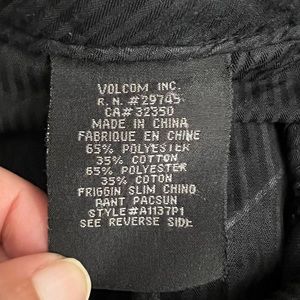 VOLCOM INC.
R.N. #29745
CA# 32350
MADE IN CHINA
FABRIQUE EN CHINE
65% POLYESTER
35% COTTON
65% POLYESTER
35% COTON
FRIGGIN SLIM CHINO
PANT PACSUN
STYLE#A1137P1
SEE REVERSE SIDE